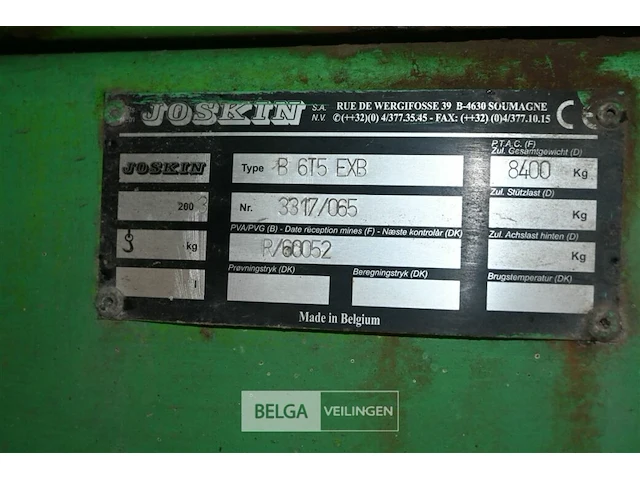 JOSKIN S.A. RUE DE WERGIFOSSE 39 B-4630 SOUMAGNE
N.V. ✆(++32)(0) 4/377.35.45 - FAX: (++32) (0)4/377.10.15 CE
JOSKIN
Type B 6T5 EXB
P.T.A.C. (F)
Zul. Gesamtgewicht (D)
8400 Kg
2003
Nr. 3317/065
Zul. Stützlast (D)
Kg
PVA/PVG (B) - Date réception mines (F) - Næste kontrolår (DK)
kg
R/60052
Zul. Achslast hinten (D)
Kg
l
Prøvningstryk (DK)
Beregningstryk (DK)
Brugstemperatur (DK)
Made in Belgium
BELGA VEILINGEN